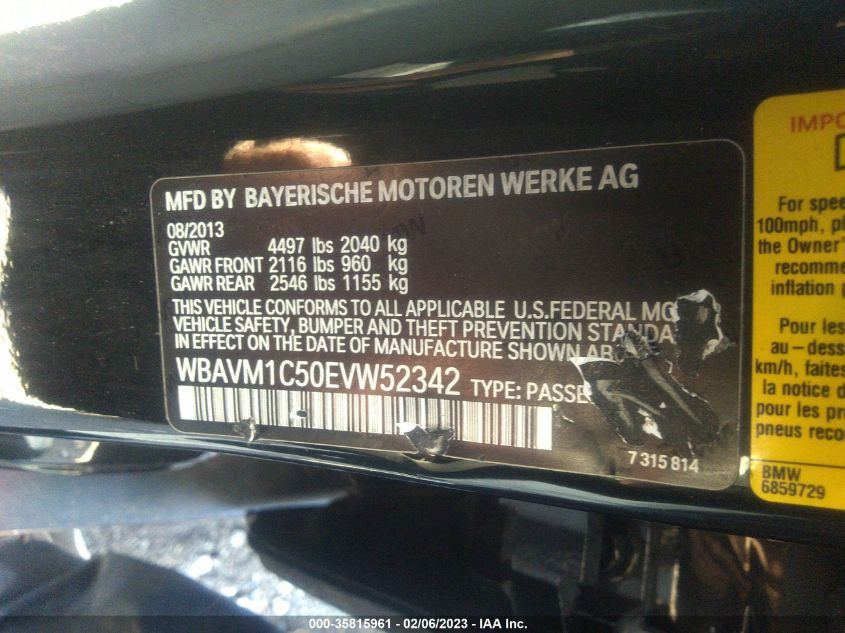 MFD BY BAYERISCHE MOTOREN WERKE AG
08/2013
GVWR 4497 lbs 2040 kg
GAWR FRONT 2116 lbs 960 kg
GAWR REAR 2546 lbs 1155 kg
THIS VEHICLE CONFORMS TO ALL APPLICABLE U.S.FEDERAL MO
VEHICLE SAFETY, BUMPER AND THEFT PREVENTION STANDA
IN EFFECT ON THE DATE OF MANUFACTURE SHOWN AB
WBAVM1C50EVW52342 TYPE: PASSE
7 315 814
IMPO
For spee
100mph, pl
the Owner'
recomme
inflation p
Pour les
au-dess
km/h, faites
la notice d
pour les pr
pneus reco
BMW
6859729
000-35815961 - 02/06/2023 - IAA Inc.